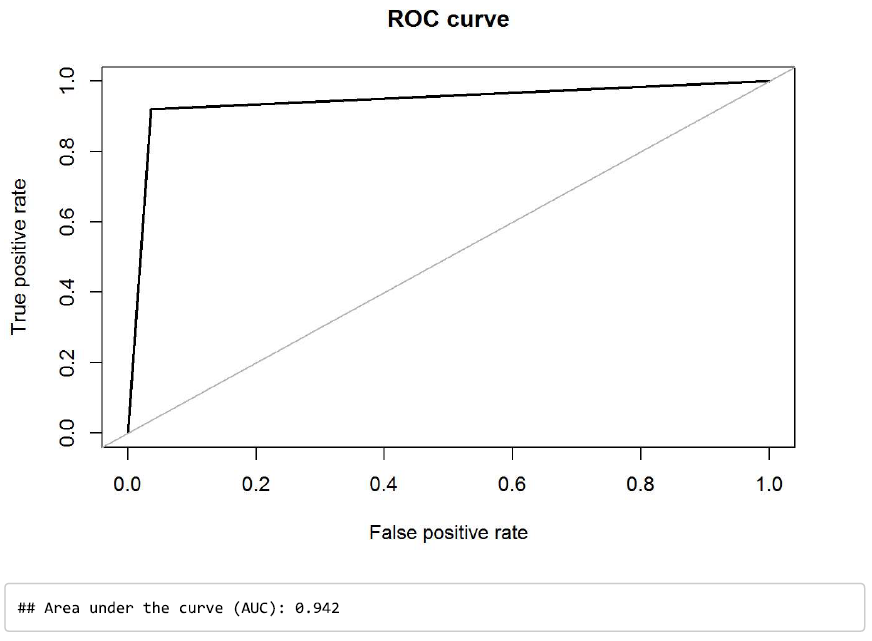 ROC curve
True positive rate
1.0
0.8
0.6
0.4
0.2
0.0
0.0 0.2 0.4 0.6 0.8 1.0
False positive rate
## Area under the curve (AUC): 0.942